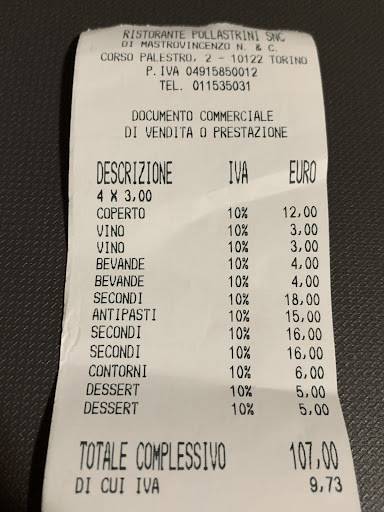 RISTORANTE POLLASTRINI SNC
DI MASTROVINCENZO N. & C.
CORSO PALESTRO, 2 - 10122 TORINO
P. IVA 04915850012
TEL. 011535031
DOCUMENTO COMMERCIALE
DI VENDITA O PRESTAZIONE
DESCRIZIONE IVA EURO
4 X 3,00
COPERTO 10% 12,00
VINO 10% 3,00
VINO 10% 3,00
BEVANDE 10% 4,00
BEVANDE 10% 4,00
SECONDI 10% 18,00
ANTIPASTI 10% 15,00
SECONDI 10% 16,00
SECONDI 10% 16,00
CONTORNI 10% 6,00
DESSERT 10% 5,00
DESSERT 10% 5,00
TOTALE COMPLESSIVO 107,00
DI CUI IVA 9,73